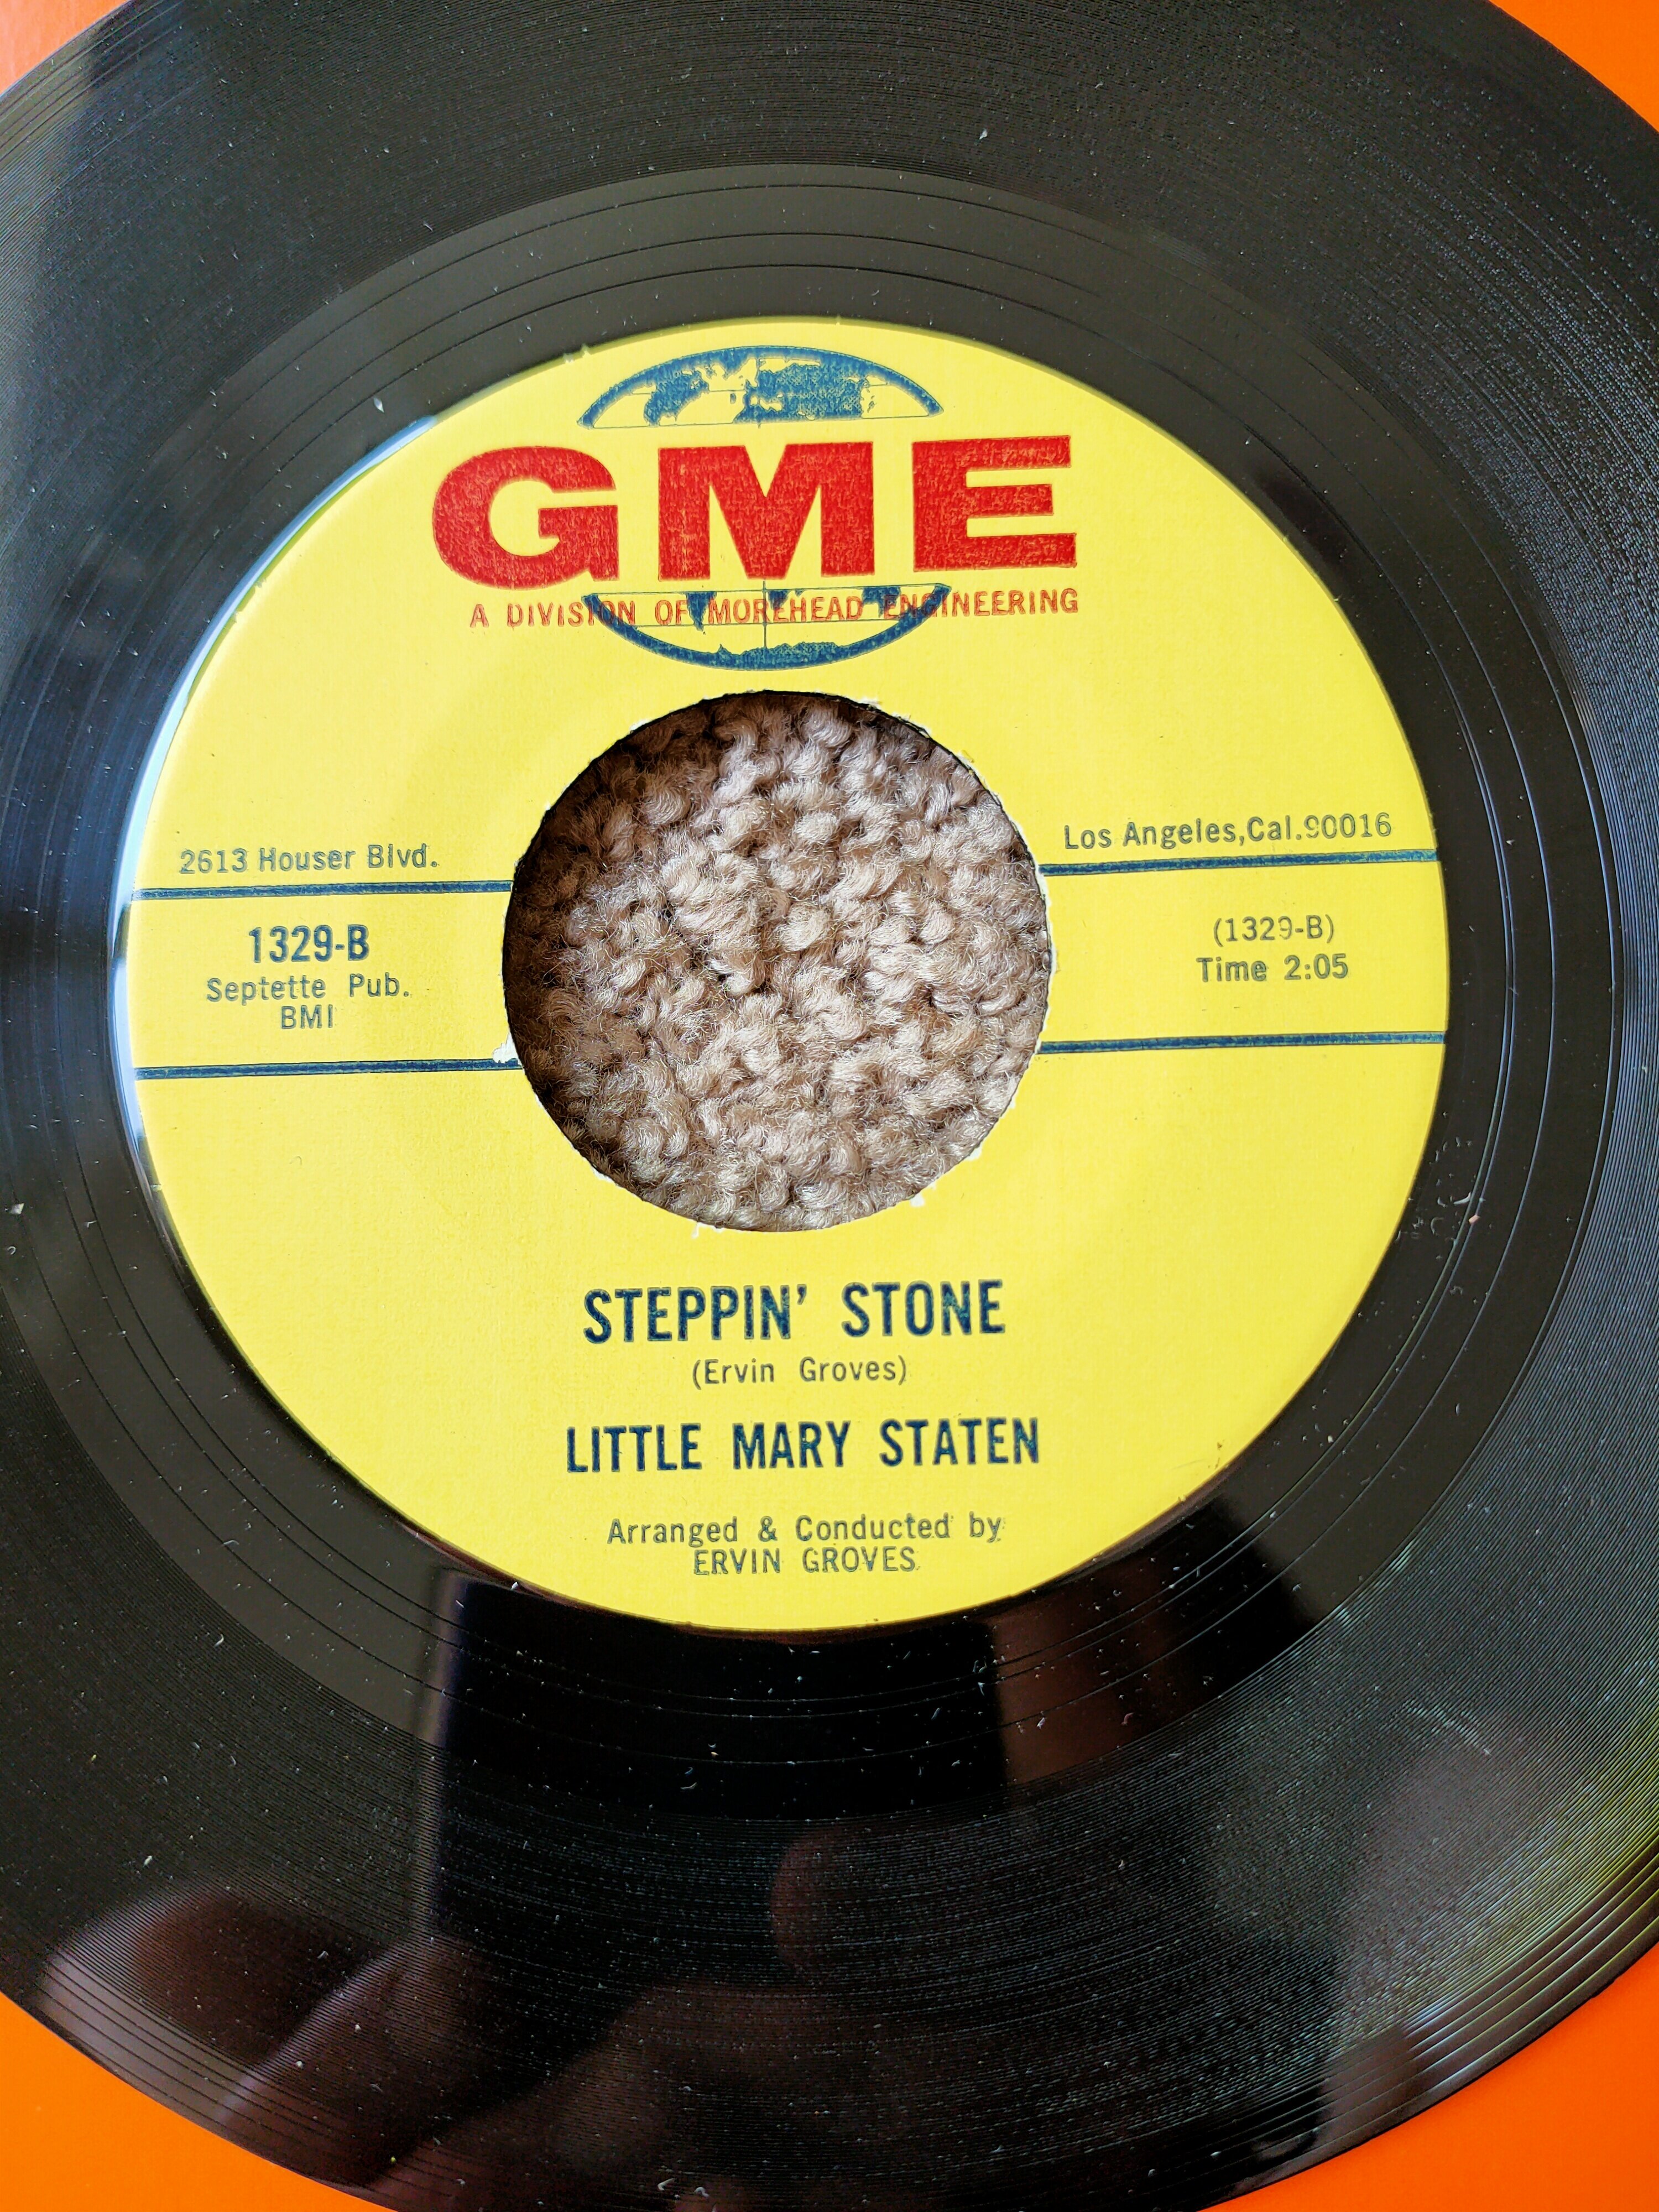 GME
A DIVISION OF MOREHEAD ENGINEERING
2613 Houser Blvd.
Los Angeles,Cal.90016
1329-B
Septette Pub.
BMI
(1329-B)
Time 2:05
STEPPIN' STONE
(Ervin Groves)
LITTLE MARY STATEN
Arranged & Conducted by
ERVIN GROVES